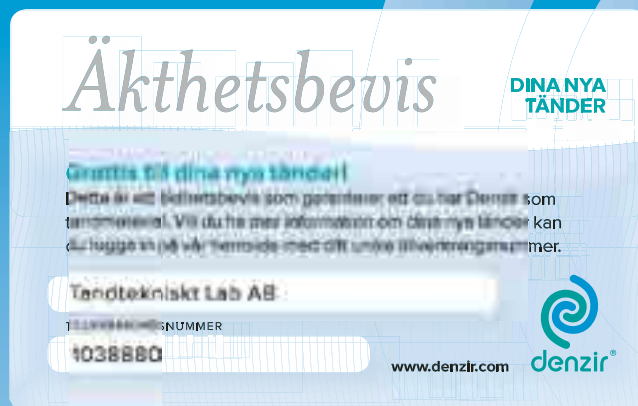 Äkthetsbevis
DINA NYA
TÄNDER
Grattis till dina nya tänder!
Detta är ett äkthetsbevis som garanterar att du har Denzir som
tandmaterial. Vill du ha mer information om dina nya tänder kan
du logga in på vår hemsida med ditt unika tillverkningsnummer.
Tandtekniskt Lab AB
TILLVERKNINGSNUMMER
1038880
www.denzir.com
denzir®